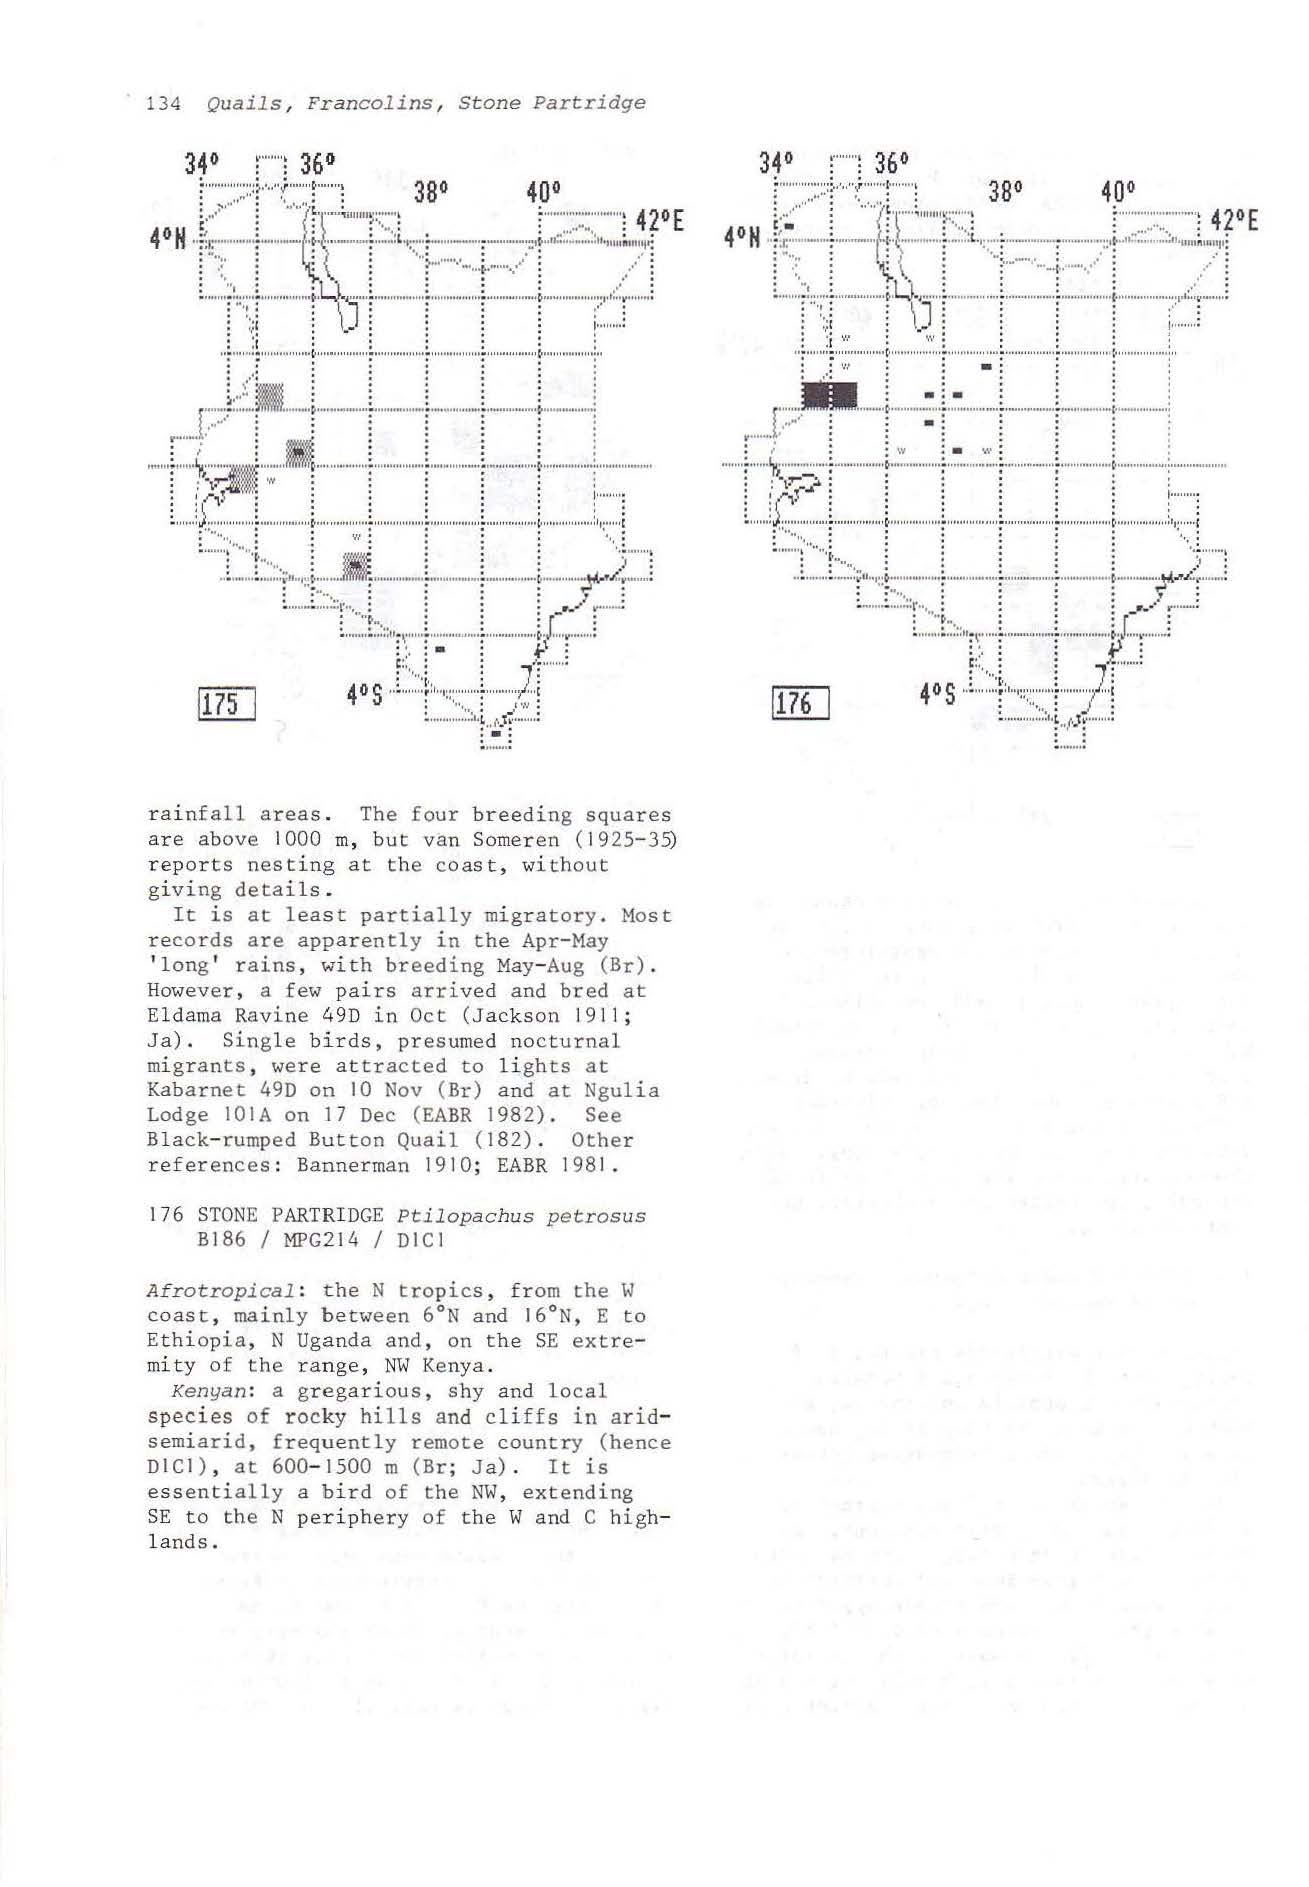 134 Quails, Francolins, Stone Partridge
34° 36°
38° 40°
42°E
4°N
w
w
w
175
4°S
34° 36°
38° 40°
42°E
4°N
w w
w
w w
176
4°S
rainfall areas. The four breeding squares
are above 1000 m, but van Someren (1925-35)
reports nesting at the coast, without
giving details.
It is at least partially migratory. Most
records are apparently in the Apr-May
'long' rains, with breeding May-Aug (Br).
However, a few pairs arrived and bred at
Eldama Ravine 49D in Oct (Jackson 1911;
Ja). Single birds, presumed nocturnal
migrants, were attracted to lights at
Kabarnet 49D on 10 Nov (Br) and at Ngulia
Lodge 101A on 17 Dec (EABR 1982). See
Black-rumped Button Quail (182). Other
references: Bannerman 1910; EABR 1981.
176 STONE PARTRIDGE Ptilopachus petrosus
B186 / MPG214 / D1C1
Afrotropical: the N tropics, from the W
coast, mainly between 6°N and 16°N, E to
Ethiopia, N Uganda and, on the SE extre-
mity of the range, NW Kenya.
Kenyan: a gregarious, shy and local
species of rocky hills and cliffs in arid-
semiarid, frequently remote country (hence
D1C1), at 600-1500 m (Br; Ja). It is
essentially a bird of the NW, extending
SE to the N periphery of the W and C high-
lands.